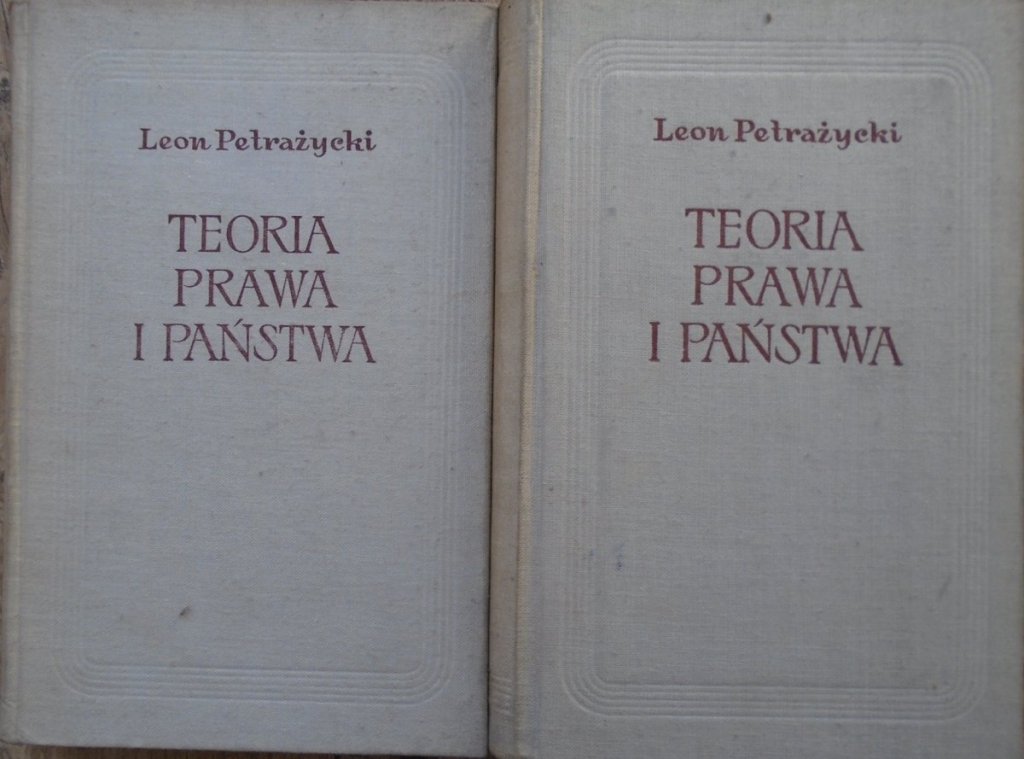 Leon Petrażycki
TEORIA
PRAWA
I PAŃSTWA
Leon Petrażycki
TEORIA
PRAWA
I PAŃSTWA